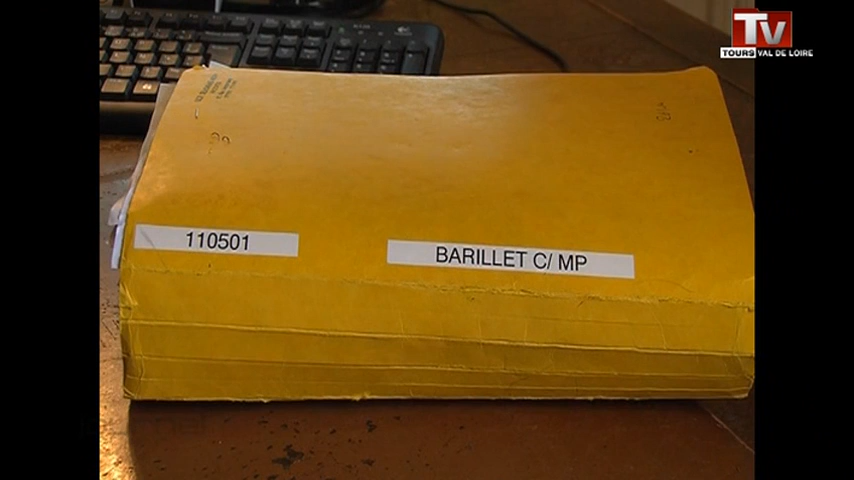 TV
TOURS VAL DE LOIRE
110501
BARILLET C/ MP